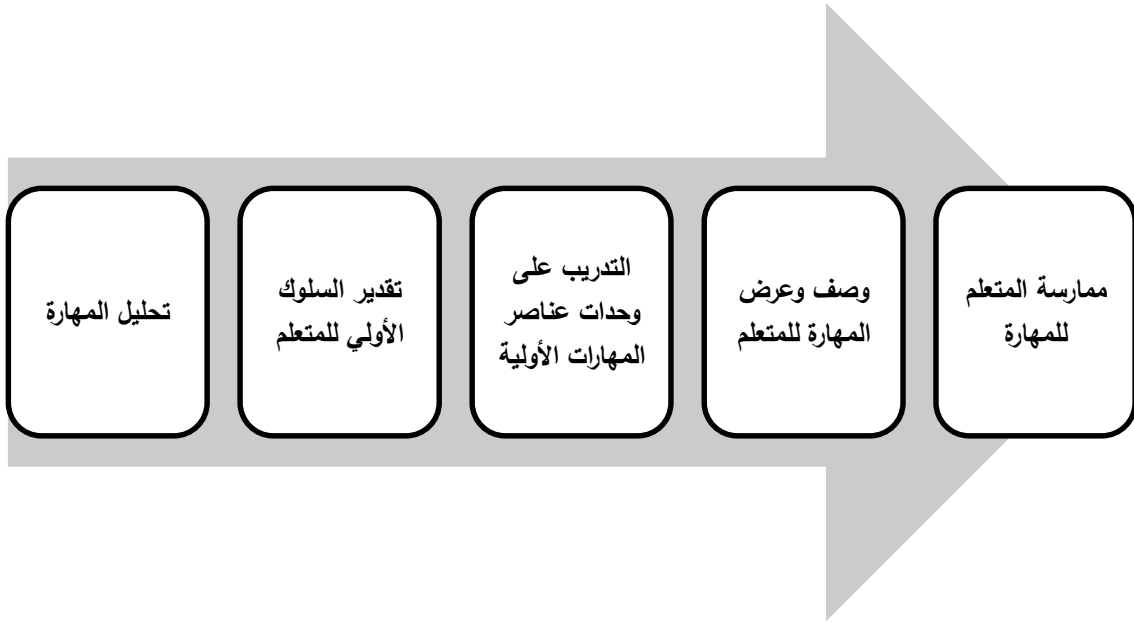 تحليل المهارة
تقدير السلوك
الأولي للمتعلم
التدريب على
وحدات عناصر
المهارات الأولية
وصف وعرض
المهارة للمتعلم
ممارسة المتعلم
للمهارة